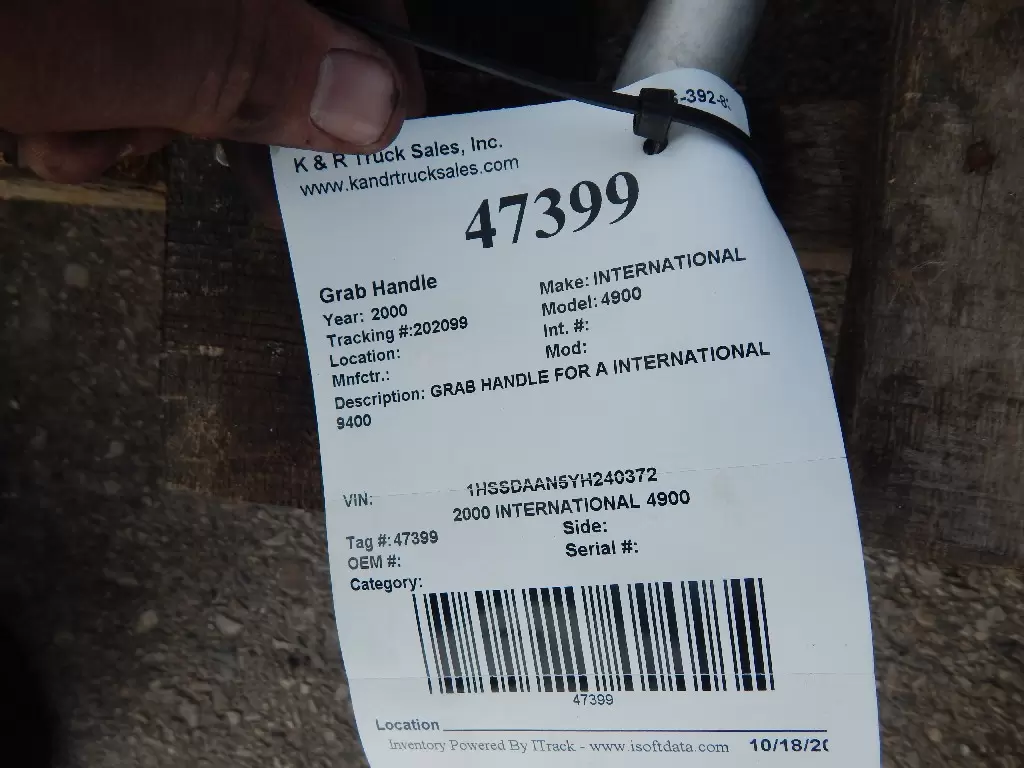 -392-8
K & R Truck Sales, Inc.
www.kandrtrucksales.com
47399
Grab Handle
Year: 2000
Tracking #:202099
Location:
Mnfctr.:
Make: INTERNATIONAL
Model: 4900
Int. #:
Mod:
Description: GRAB HANDLE FOR A INTERNATIONAL
9400
VIN: 1HSSDAAN5YH240372
2000 INTERNATIONAL 4900
Tag #:47399
Side:
OEM #:
Serial #:
Category:
47399
Location
Inventory Powered By ITrack - www.isoftdata.com 10/18/20